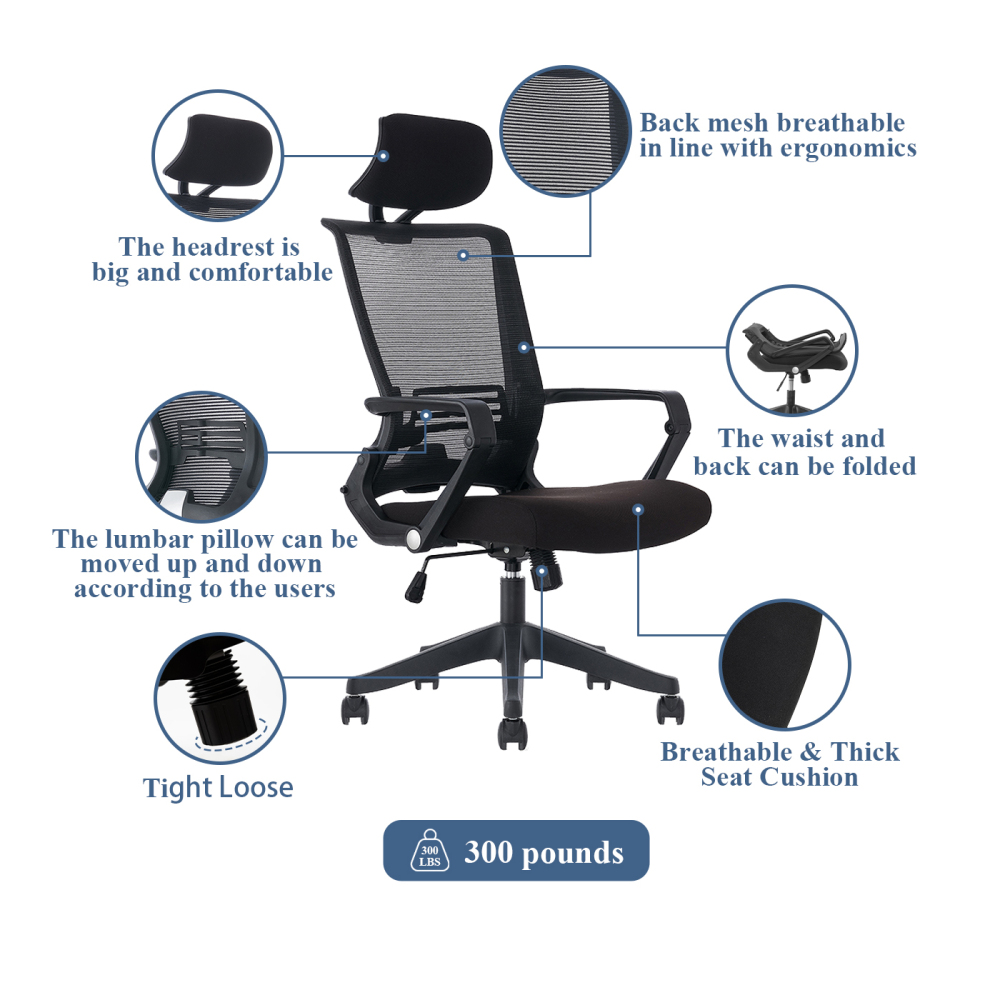 Back mesh breathable
in line with ergonomics
The headrest is
big and comfortable
The waist and
back can be folded
The lumbar pillow can be
moved up and down
according to the users
Breathable & Thick
Seat Cushion
Tight Loose
300
LBS
300 pounds